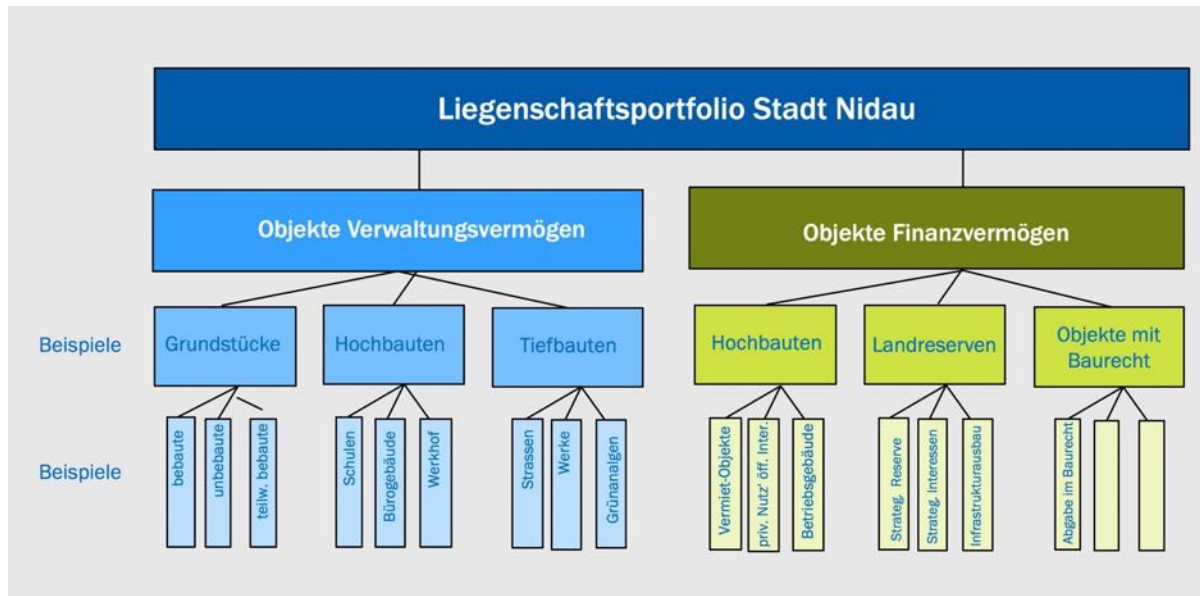 Liegenschaftsportfolio Stadt Nidau
Objekte Verwaltungsvermögen
Objekte Finanzvermögen
Beispiele
Grundstücke
Hochbauten
Tiefbauten
Hochbauten
Landreserven
Objekte mit
Baurecht
Beispiele
bebaute
unbebaute
teilw. bebaute
Schulen
Bürogebäude
Werkhof
Strassen
Werke
Grünanalgen
Vermiet-Objekte
priv. Nutz' öff. Inter.
Betriebsgebäude
Strateg. Reserve
Strateg. Interessen
Infrastrukturausbau
Abgabe im Baurecht